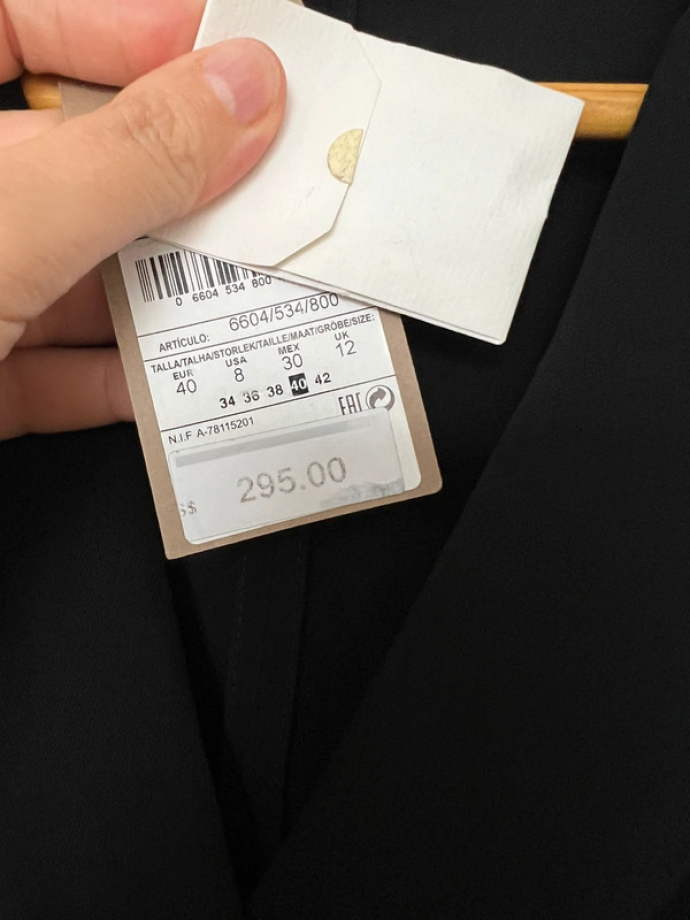 0 6604 534 800
ARTÍCULO: 6604/534/800
TALLA/TALHA/STORLEK/TAILLE/MAAT/GRÖBE/SIZE:
EUR USA MEX UK
40 8 30 12
34 36 38 40 42
EAC
N.I.F A-78115201
S$ 295.00